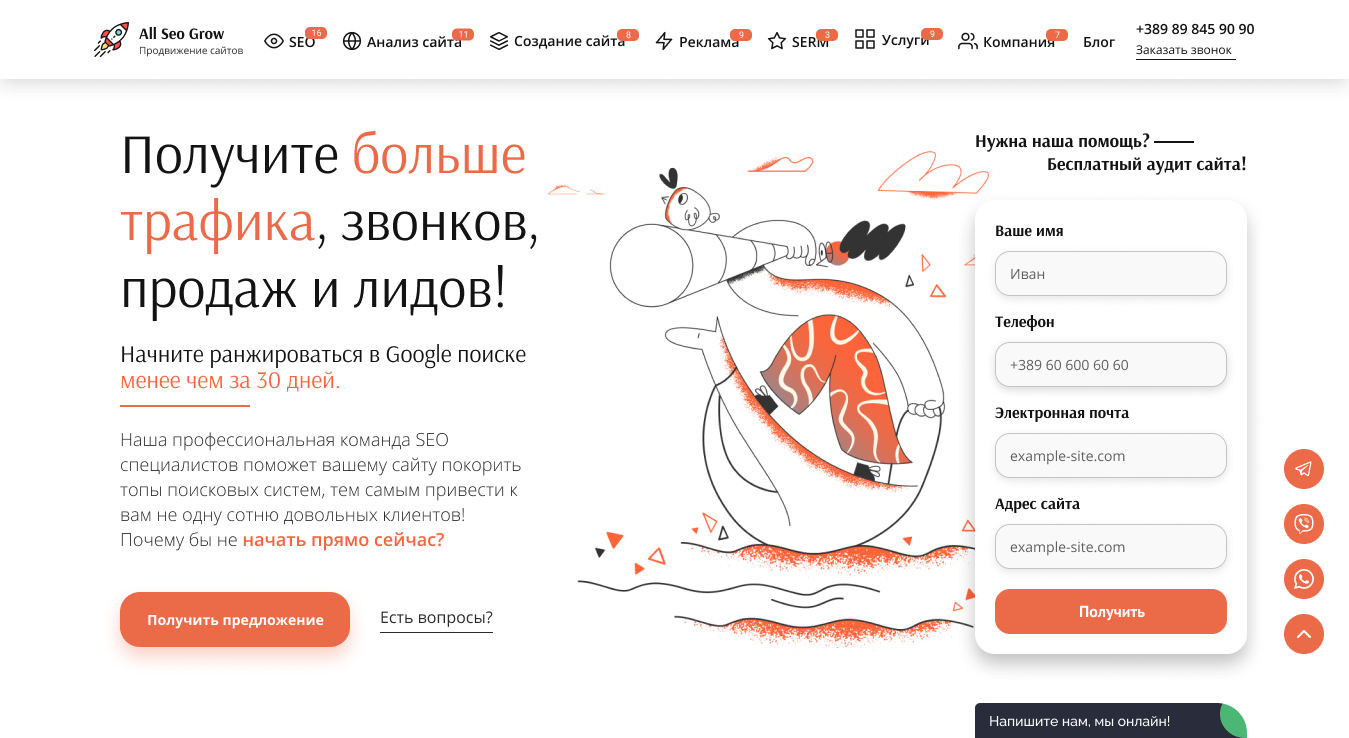 All Seo Grow
Продвижение сайтов
SEO 16
Анализ сайта 11
Создание сайта 8
Реклама 9
SERM 3
Услуги 9
Компания 7
Блог
+389 89 845 90 90
Заказать звонок
Получите больше
трафика, звонков,
продаж и лидов!
Начните ранжироваться в Google поиске
менее чем за 30 дней.
Наша профессиональная команда SEO
специалистов поможет вашему сайту покорить
топы поисковых систем, тем самым привести к
вам не одну сотню довольных клиентов!
Почему бы не начать прямо сейчас?
Получить предложение
Есть вопросы?
Нужна наша помощь?
Бесплатный аудит сайта!
Ваше имя
Иван
Телефон
+389 60 600 60 60
Электронная почта
example-site.com
Адрес сайта
example-site.com
Получить
Напишите нам, мы онлайн!